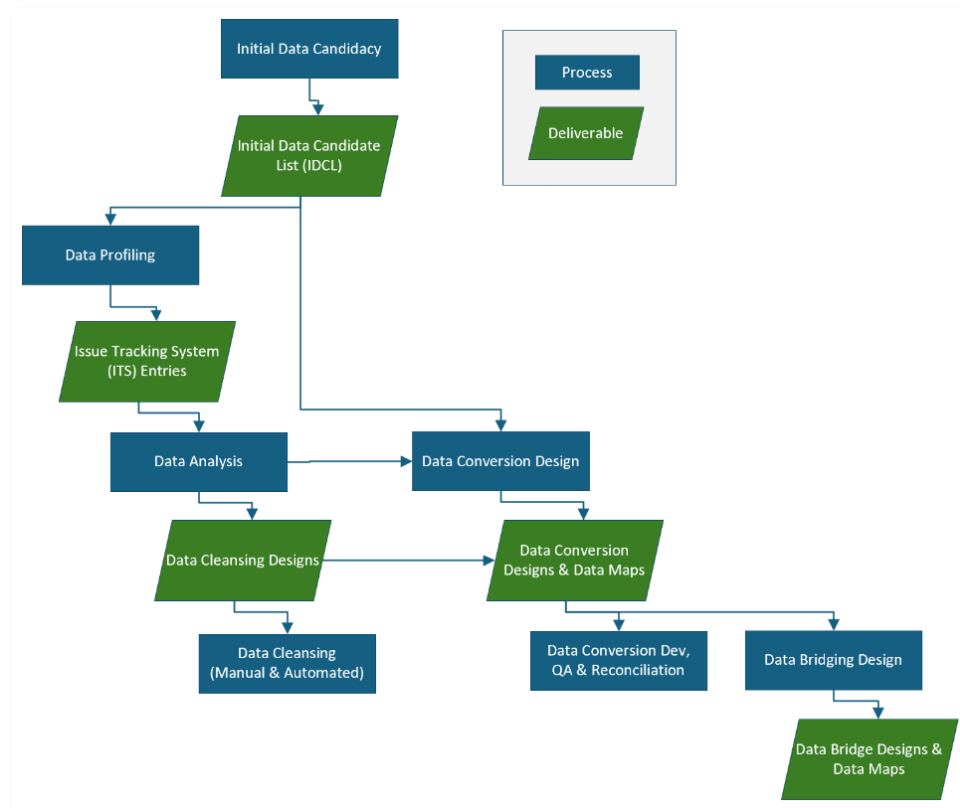 Initial Data Candidacy
Process
Deliverable
Initial Data Candidate
List (IDCL)
Data Profiling
Issue Tracking System
(ITS) Entries
Data Analysis
Data Conversion Design
Data Cleansing Designs
Data Conversion
Designs & Data Maps
Data Cleansing
(Manual & Automated)
Data Conversion Dev,
QA & Reconciliation
Data Bridging Design
Data Bridge Designs &
Data Maps